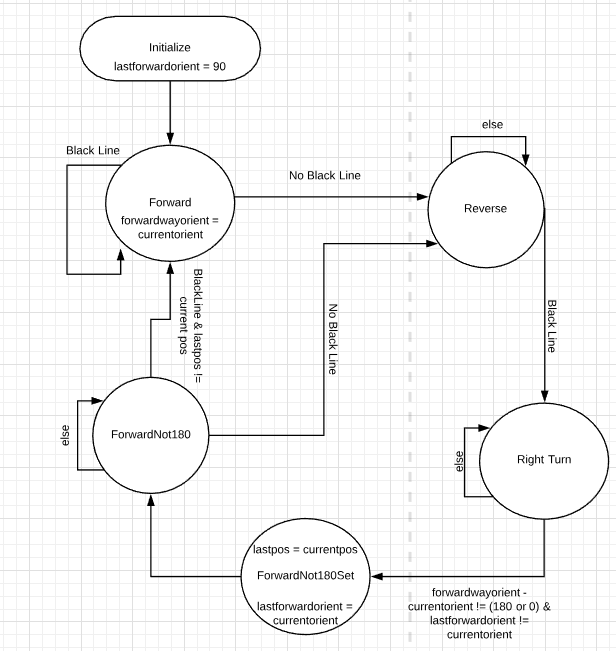 Initialize
lastforwardorient = 90
Black Line
Forward
forwardwayorient =
currentorient
No Black Line
else
Reverse
BlackLine & lastpos !=
current pos
No Black Line
Black Line
else
ForwardNot180
else
Right Turn
lastpos = currentpos
ForwardNot180Set
lastforwardorient =
currentorient
forwardwayorient -
currentorient != (180 or 0) &
lastforwardorient !=
currentorient